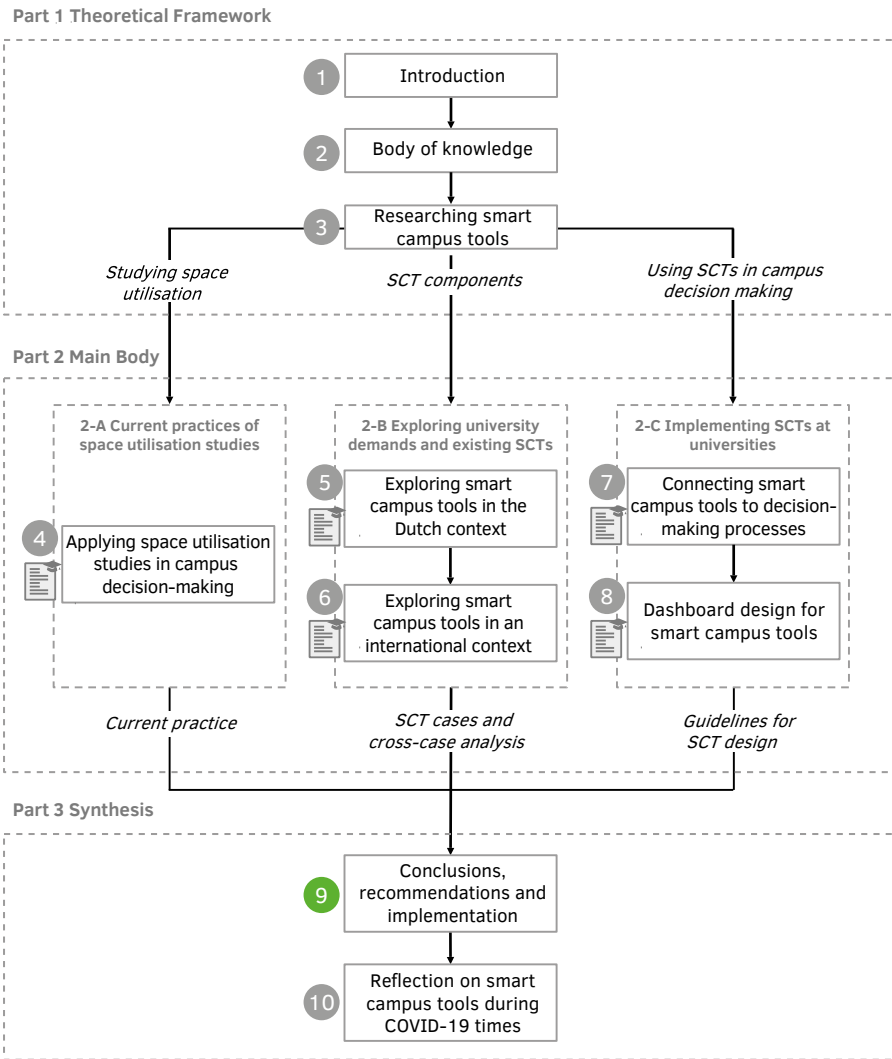 Part 1 Theoretical Framework
1
Introduction
2
Body of knowledge
3
Researching smart
campus tools
Studying space
utilisation
SCT components
Using SCTs in campus
decision making
Part 2 Main Body
2-A Current practices of
space utilisation studies
4
Applying space utilisation
studies in campus
decision-making
2-B Exploring university
demands and existing SCTs
5
Exploring smart
campus tools in the
Dutch context
6
Exploring smart
campus tools in an
international context
2-C Implementing SCTs at
universities
7
Connecting smart
campus tools to decision-
making processes
8
Dashboard design for
smart campus tools
Current practice
SCT cases and
cross-case analysis
Guidelines for
SCT design
Part 3 Synthesis
9
Conclusions,
recommendations and
implementation
10
Reflection on smart
campus tools during
COVID-19 times